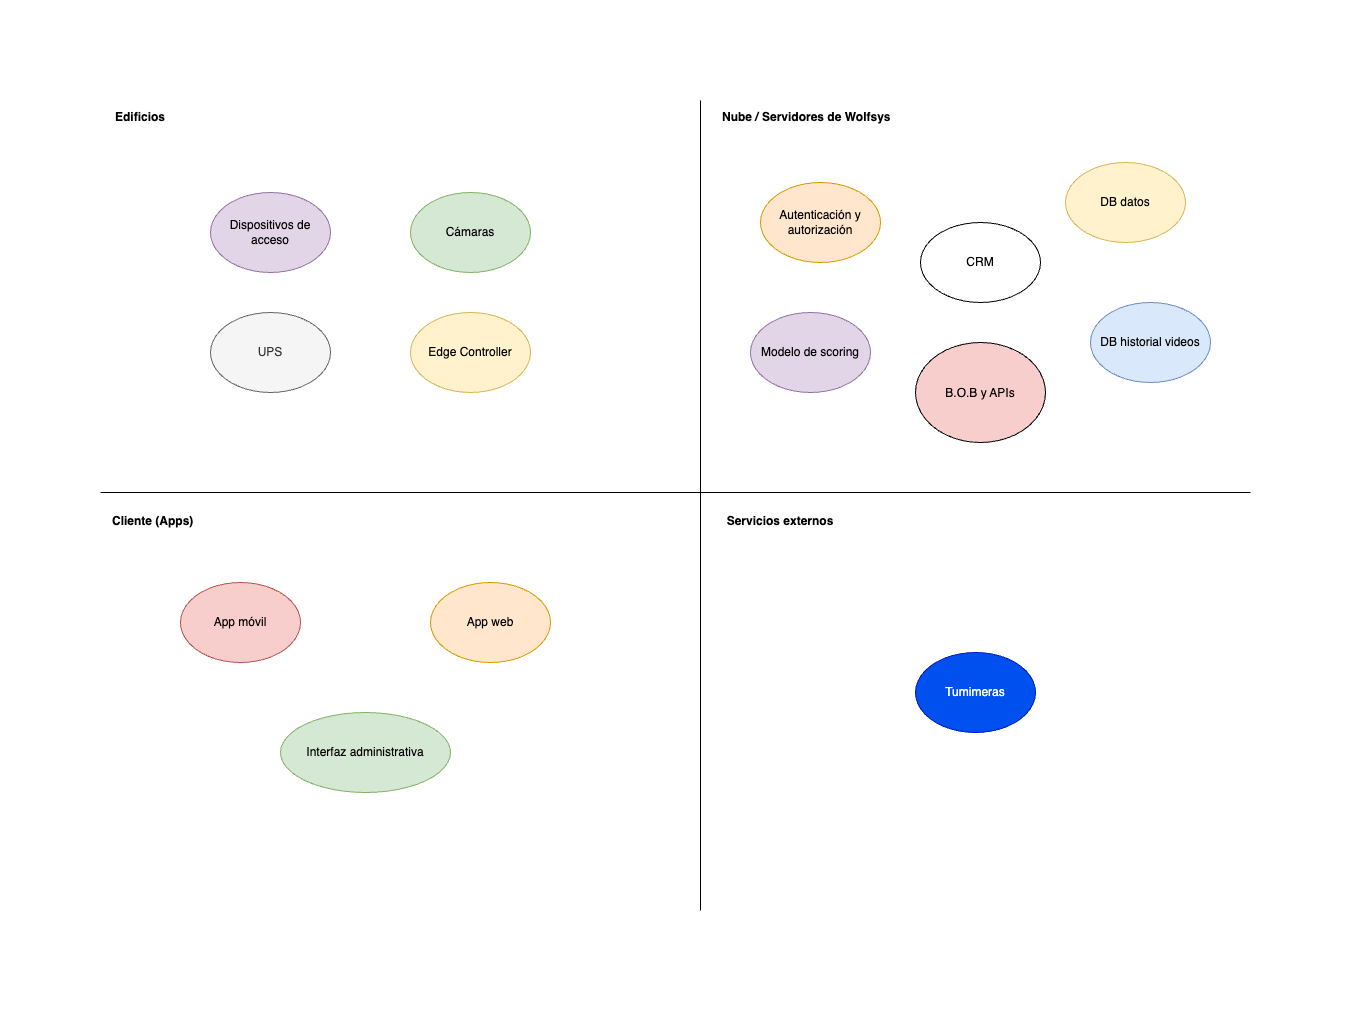 Edificios
Dispositivos de
acceso
Cámaras
UPS
Edge Controller
Nube / Servidores de Wolfsys
Autenticación y
autorización
DB datos
CRM
Modelo de scoring
DB historial videos
B.O.B y APIs
Cliente (Apps)
App móvil
App web
Interfaz administrativa
Servicios externos
Tumimeras